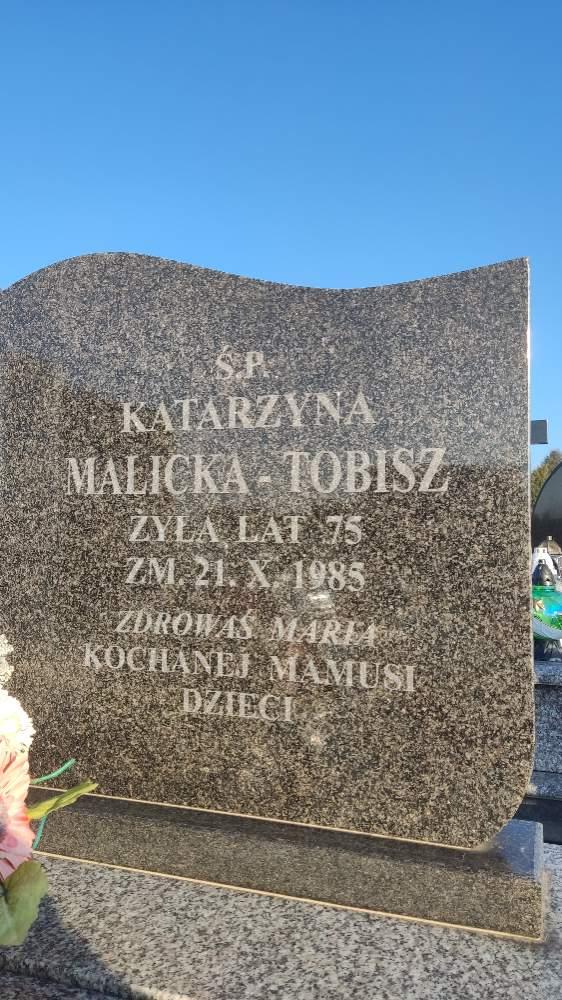 Ś.P.
KATARZYNA
MALICKA - TOBISZ
ŻYŁA LAT 75
ZM. 21. X. 1985
ZDROWAŚ MARIA
KOCHANEJ MAMUSI
DZIECI